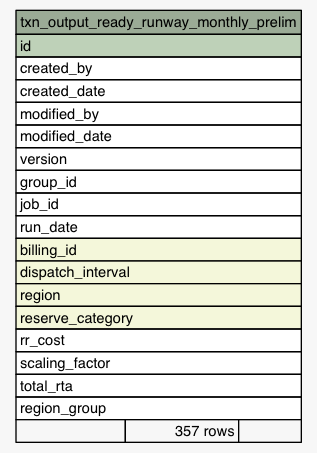 txn_output_ready_runway_monthly_prelim
id
created_by
created_date
modified_by
modified_date
version
group_id
job_id
run_date
billing_id
dispatch_interval
region
reserve_category
rr_cost
scaling_factor
total_rta
region_group
357 rows